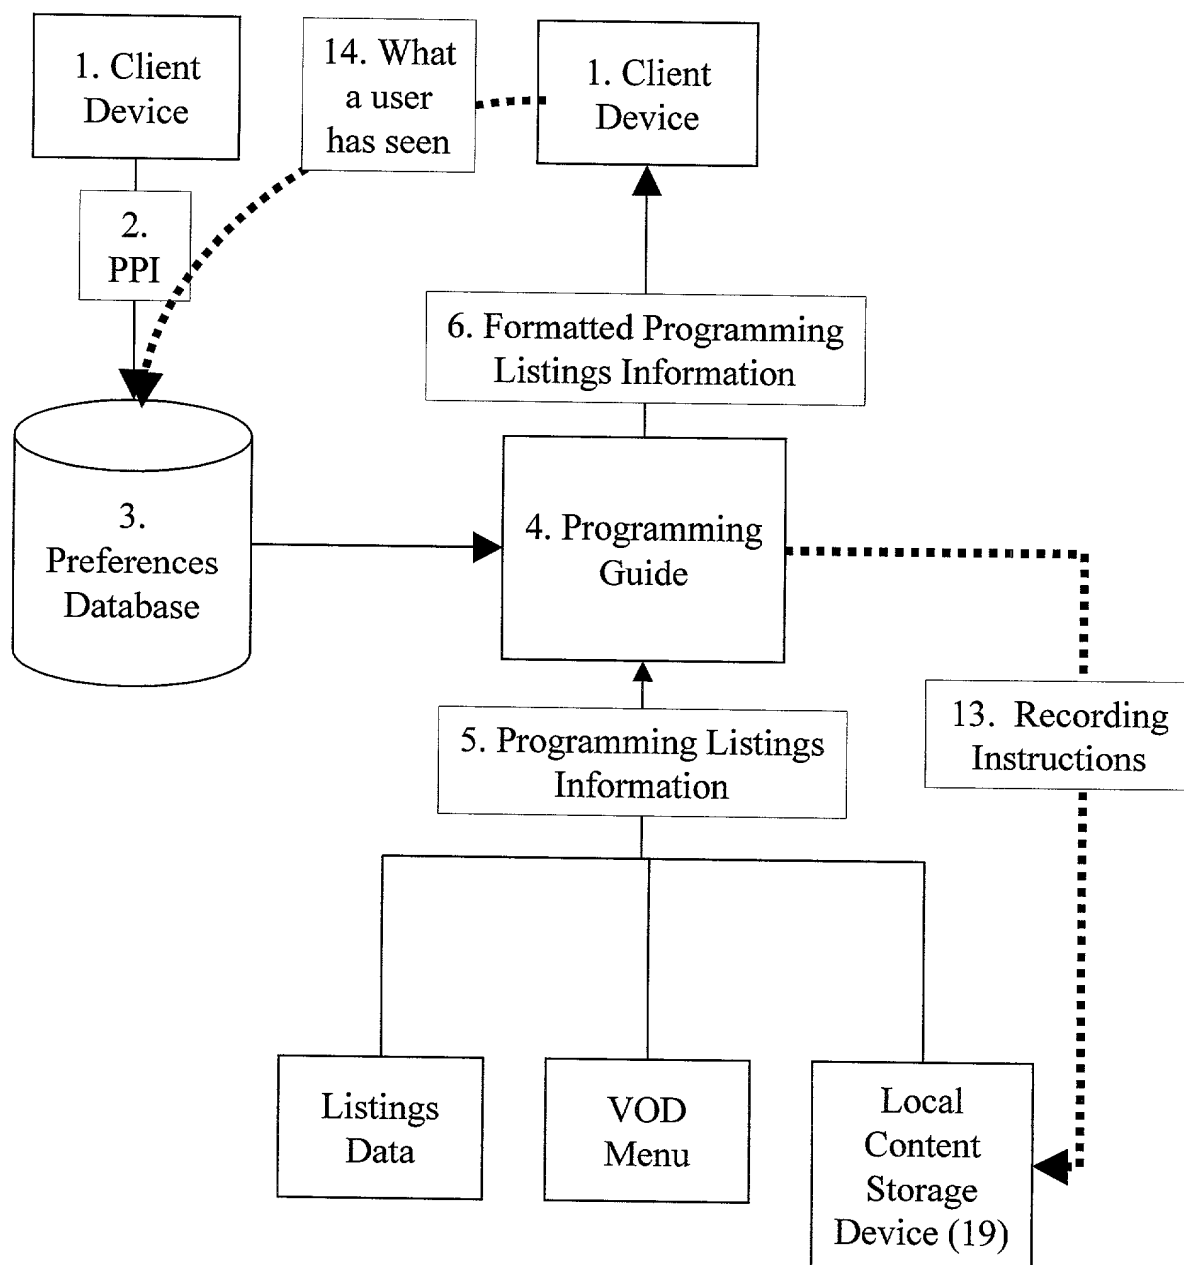 1. Client
Device
14. What
a user
has seen
1. Client
Device
2.
PPI
6. Formatted Programming
Listings Information
3.
Preferences
Database
4. Programming
Guide
5. Programming Listings
Information
13. Recording
Instructions
Listings
Data
VOD
Menu
Local
Content
Storage
Device (19)